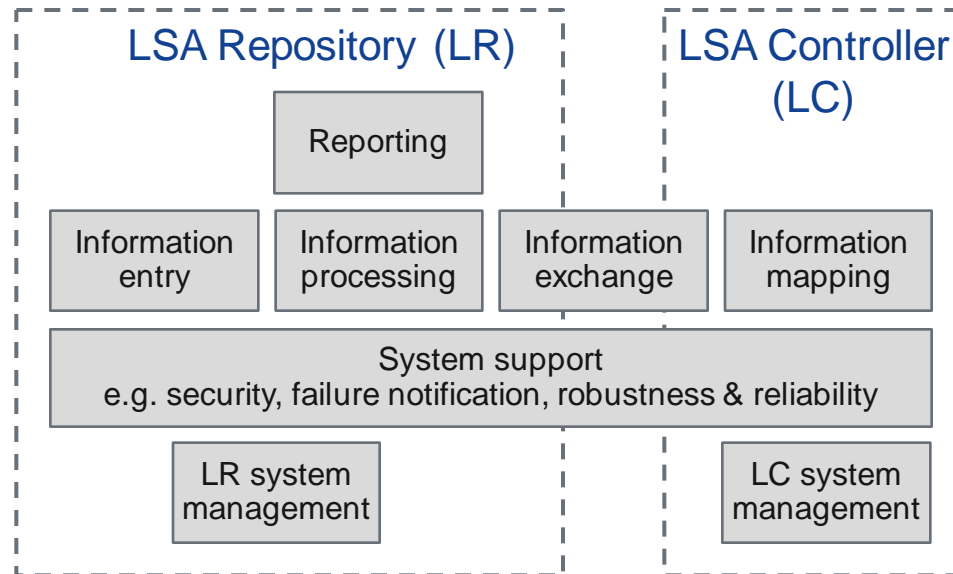 LSA Repository (LR)
LSA Controller
(LC)
Reporting
Information
entry
Information
processing
Information
exchange
Information
mapping
System support
e.g. security, failure notification, robustness & reliability
LR system
management
LC system
management